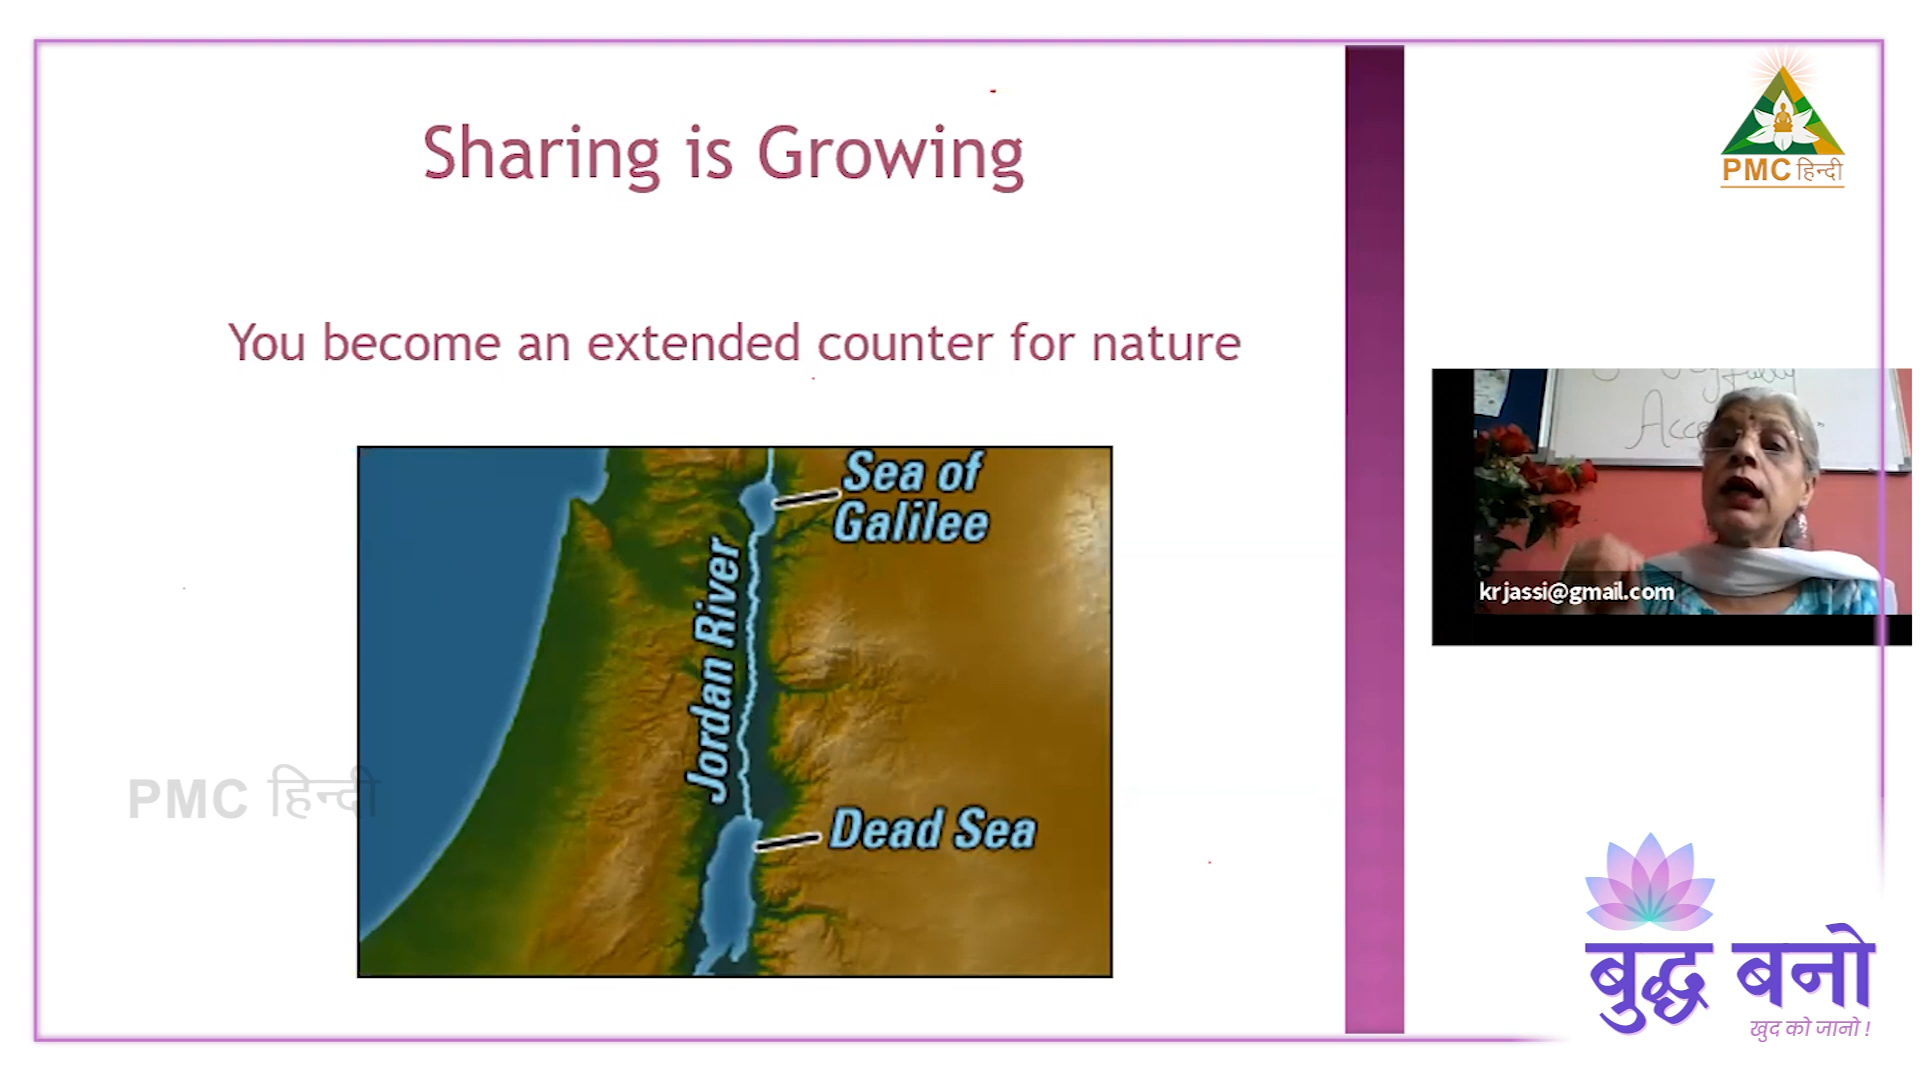 Sharing is Growing
You become an extended counter for nature
Sea of
Galilee
Jordan River
Dead Sea
PMC हिन्दी
PMC हिन्दी
fully
krjassi@gmail.com
बुद्ध बनो
खुद को जानो !